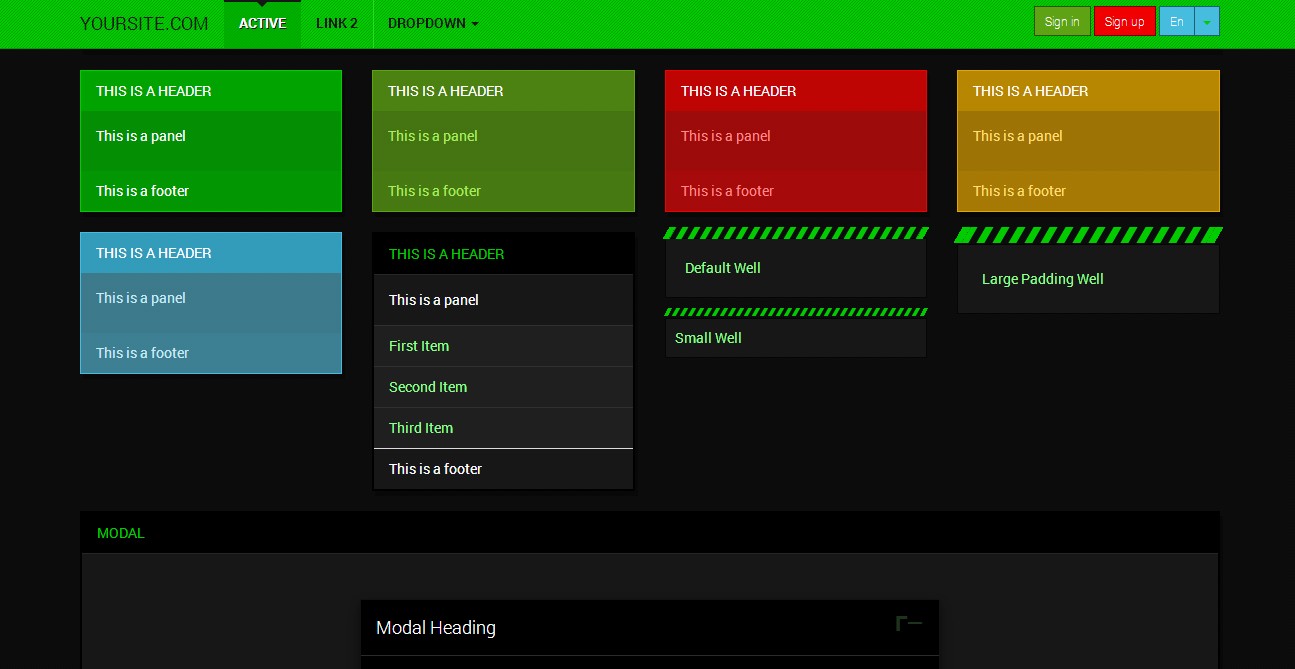 YOURSITE.COM ACTIVE LINK 2 DROPDOWN Sign in Sign up En
THIS IS A HEADER
This is a panel
This is a footer
THIS IS A HEADER
This is a panel
This is a footer
THIS IS A HEADER
This is a panel
This is a footer
THIS IS A HEADER
This is a panel
This is a footer
THIS IS A HEADER
This is a panel
This is a footer
THIS IS A HEADER
This is a panel
First Item
Second Item
Third Item
This is a footer
Default Well
Small Well
Large Padding Well
MODAL
Modal Heading